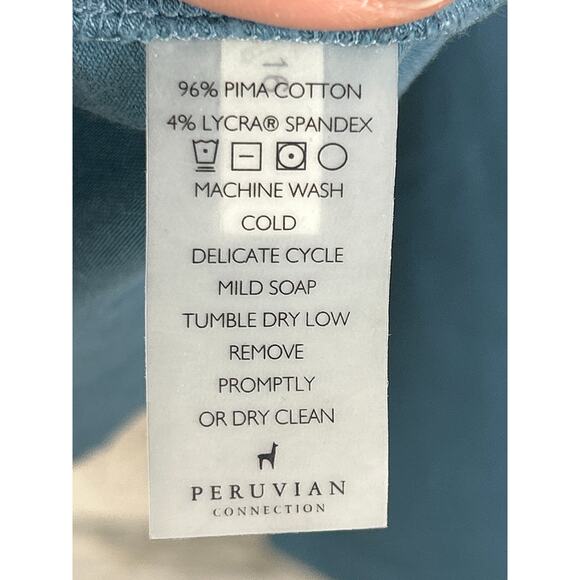 96% PIMA COTTON
4% LYCRA® SPANDEX
MACHINE WASH
COLD
DELICATE CYCLE
MILD SOAP
TUMBLE DRY LOW
REMOVE
PROMPTLY
OR DRY CLEAN
PERUVIAN
CONNECTION